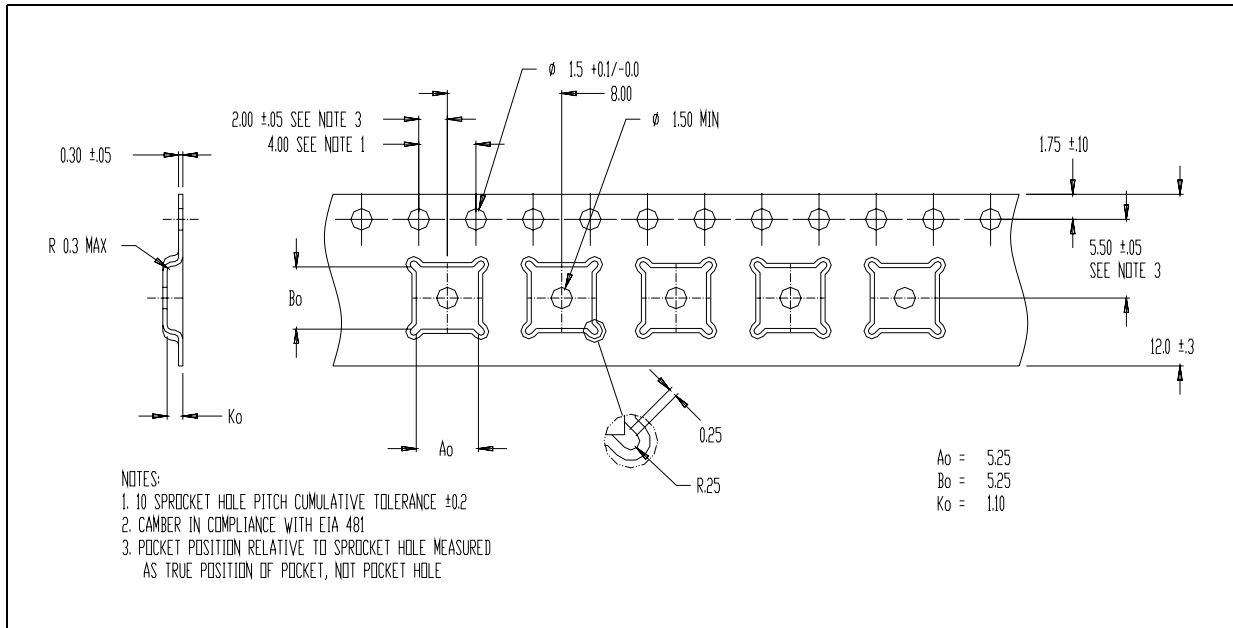 ø 1.5 +0.1/-0.0
8.00
2.00 ±.05 SEE NOTE 3
ø 1.50 MIN
4.00 SEE NOTE 1
1.75 ±.10
0.30 ±.05
R 0.3 MAX
5.50 ±.05
SEE NOTE 3
Bo
12.0 ±.3
Ko
0.25
Ao
R.25
Ao = 5.25
Bo = 5.25
Ko = 1.10
NOTES:
1. 10 SPROCKET HOLE PITCH CUMULATIVE TOLERANCE ±0.2
2. CAMBER IN COMPLIANCE WITH EIA 481
3. POCKET POSITION RELATIVE TO SPROCKET HOLE MEASURED
AS TRUE POSITION OF POCKET, NOT POCKET HOLE